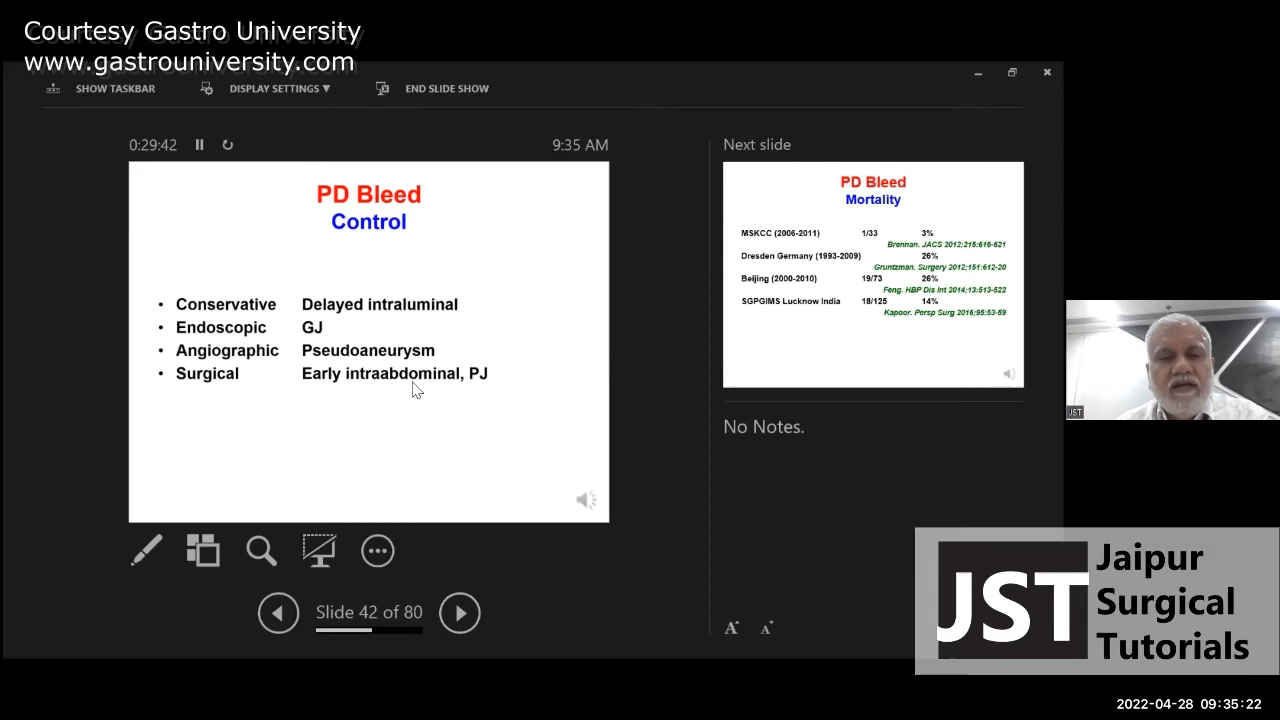 Courtesy Gastro University
www.gastrouniversity.com
SHOW TASKBAR
DISPLAY SETTINGS ▼
END SLIDE SHOW
0:29:42
9:35 AM
PD Bleed
Control
• Conservative Delayed intraluminal
• Endoscopic GJ
• Angiographic Pseudoaneurysm
• Surgical Early intraabdominal, PJ
Next slide
PD Bleed
Mortality
MSKCC (2006-2011) 1/33 3%
Brennan. JACS 2012;215:616-621
Dresden Germany (1993-2009) 26%
Gruntzman. Surgery 2012;151:612-20
Beijing (2000-2010) 19/73 26%
Feng. HBP Dis Int 2014;13:513-522
SGPGIMS Lucknow India 18/125 14%
Kapoor. Persp Surg 2016;95:53-59
No Notes.
Slide 42 of 80
A A
JST
JST
Jaipur
Surgical
Tutorials
2022-04-28 09:35:22